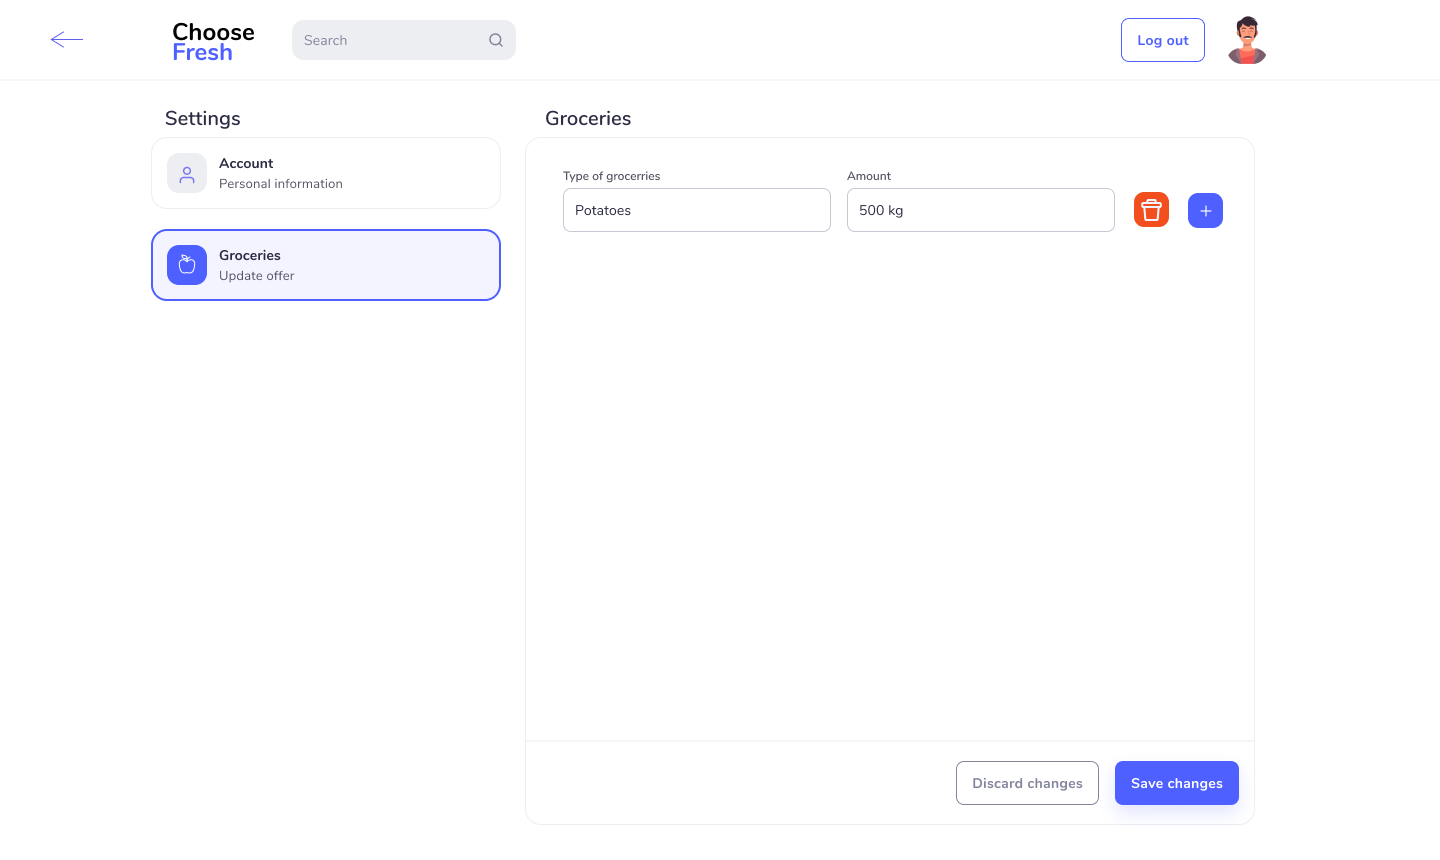 Choose
Fresh
Search
Log out
Settings
Account
Personal information
Groceries
Update offer
Groceries
Type of grocerries
Amount
Potatoes
500 kg
Discard changes
Save changes